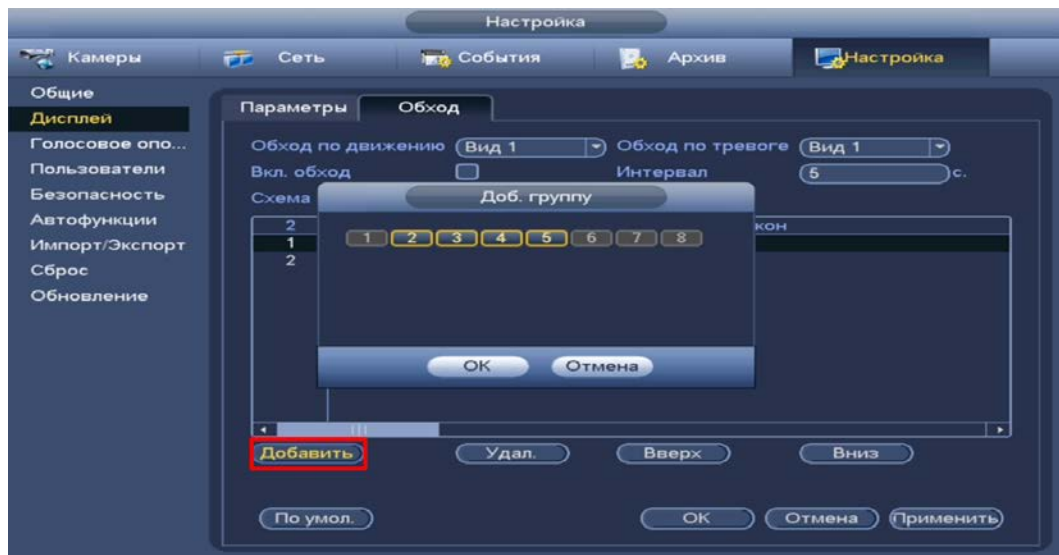 Настройка
Камеры Сеть События Архив Настройка
Общие
Дисплей
Голосовое опо...
Пользователи
Безопасность
Автофункции
Импорт/Экспорт
Сброс
Обновление
Параметры Обход
Обход по движению Вид 1 Обход по тревоге Вид 1
Вкл. обход Интервал 5 с.
Схема
Доб. группу
2 кон
1
2
1 2 3 4 5 6 7 8
ОК Отмена
Добавить Удал. Вверх Вниз
По умол. ОК Отмена Применить